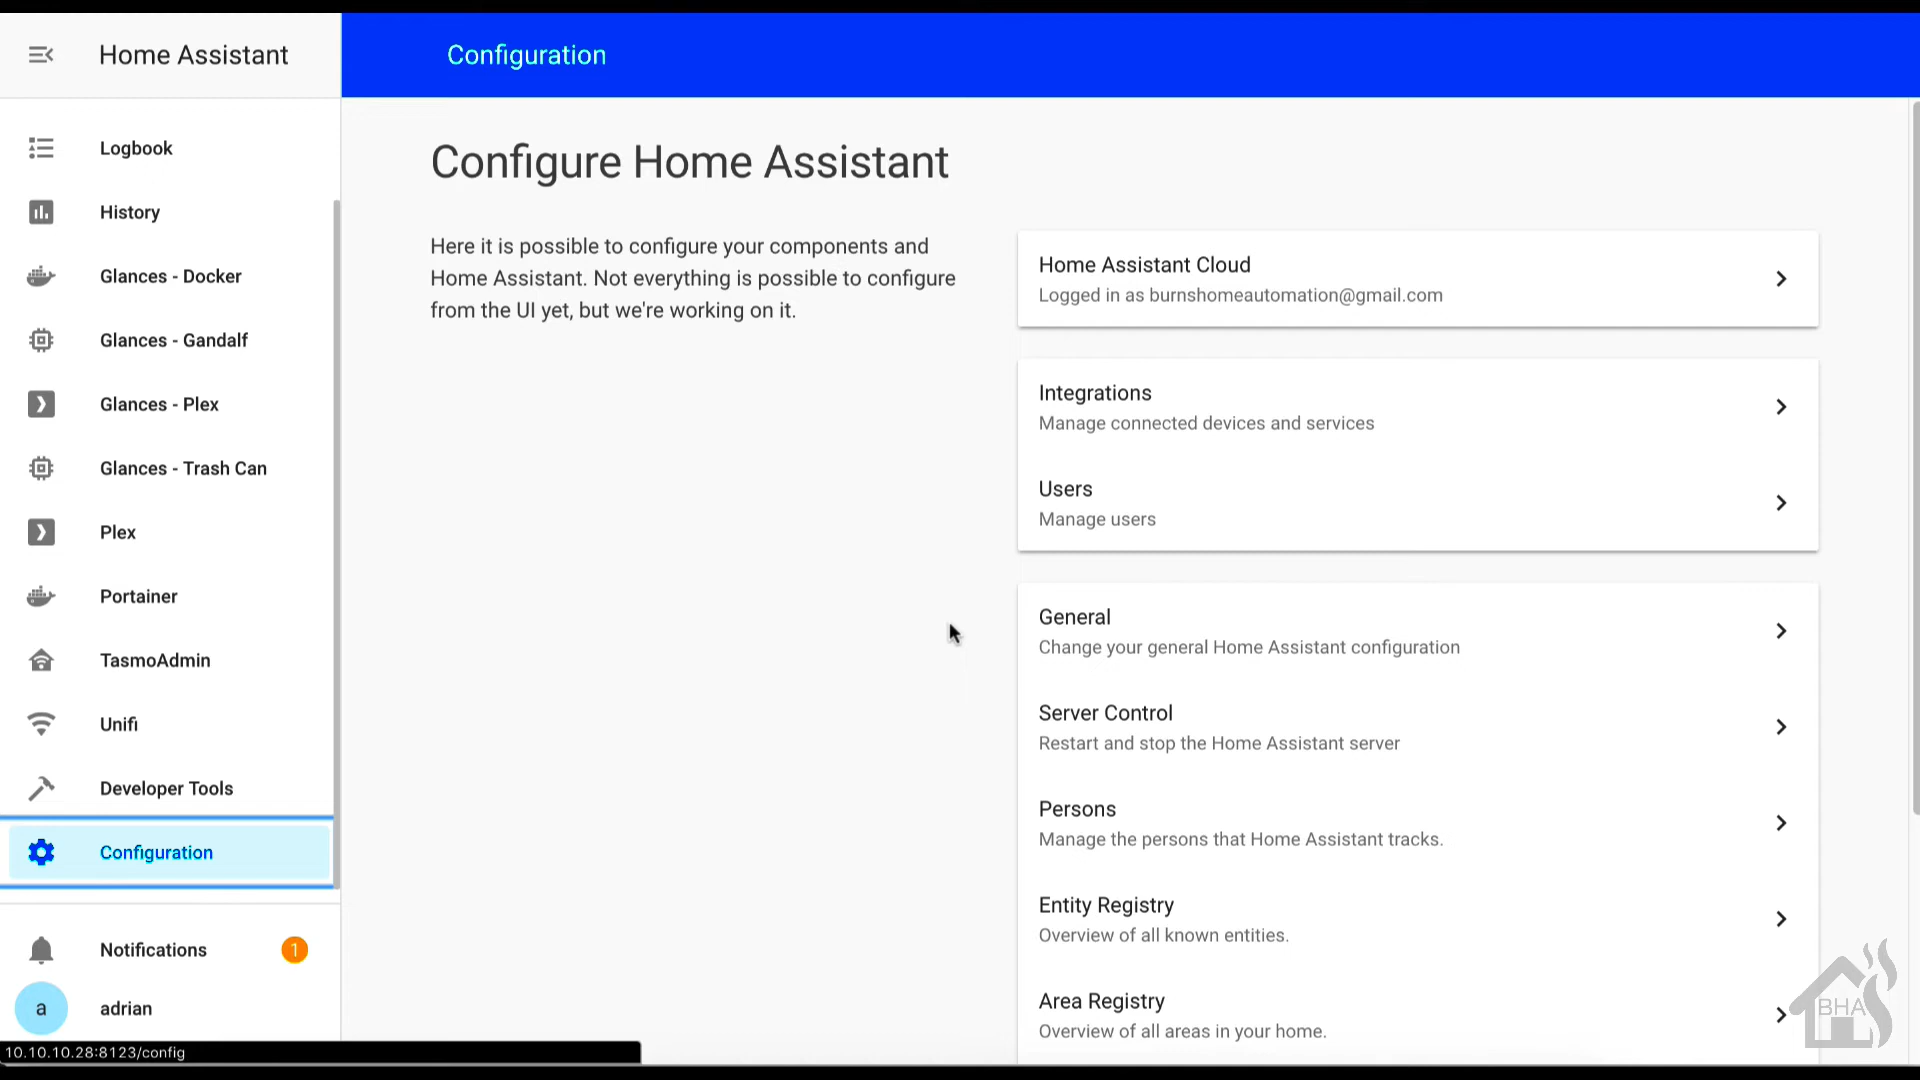 Home Assistant
Configuration
Logbook
History
Glances - Docker
Glances - Gandalf
Glances - Plex
Glances - Trash Can
Plex
Portainer
TasmoAdmin
Unifi
Developer Tools
Configuration
Notifications
1
a
adrian
10.10.10.28:8123/config
Configure Home Assistant
Here it is possible to configure your components and
Home Assistant. Not everything is possible to configure
from the UI yet, but we're working on it.
Home Assistant Cloud
Logged in as burnshomeautomation@gmail.com
Integrations
Manage connected devices and services
Users
Manage users
General
Change your general Home Assistant configuration
Server Control
Restart and stop the Home Assistant server
Persons
Manage the persons that Home Assistant tracks.
Entity Registry
Overview of all known entities.
Area Registry
Overview of all areas in your home.
BHA